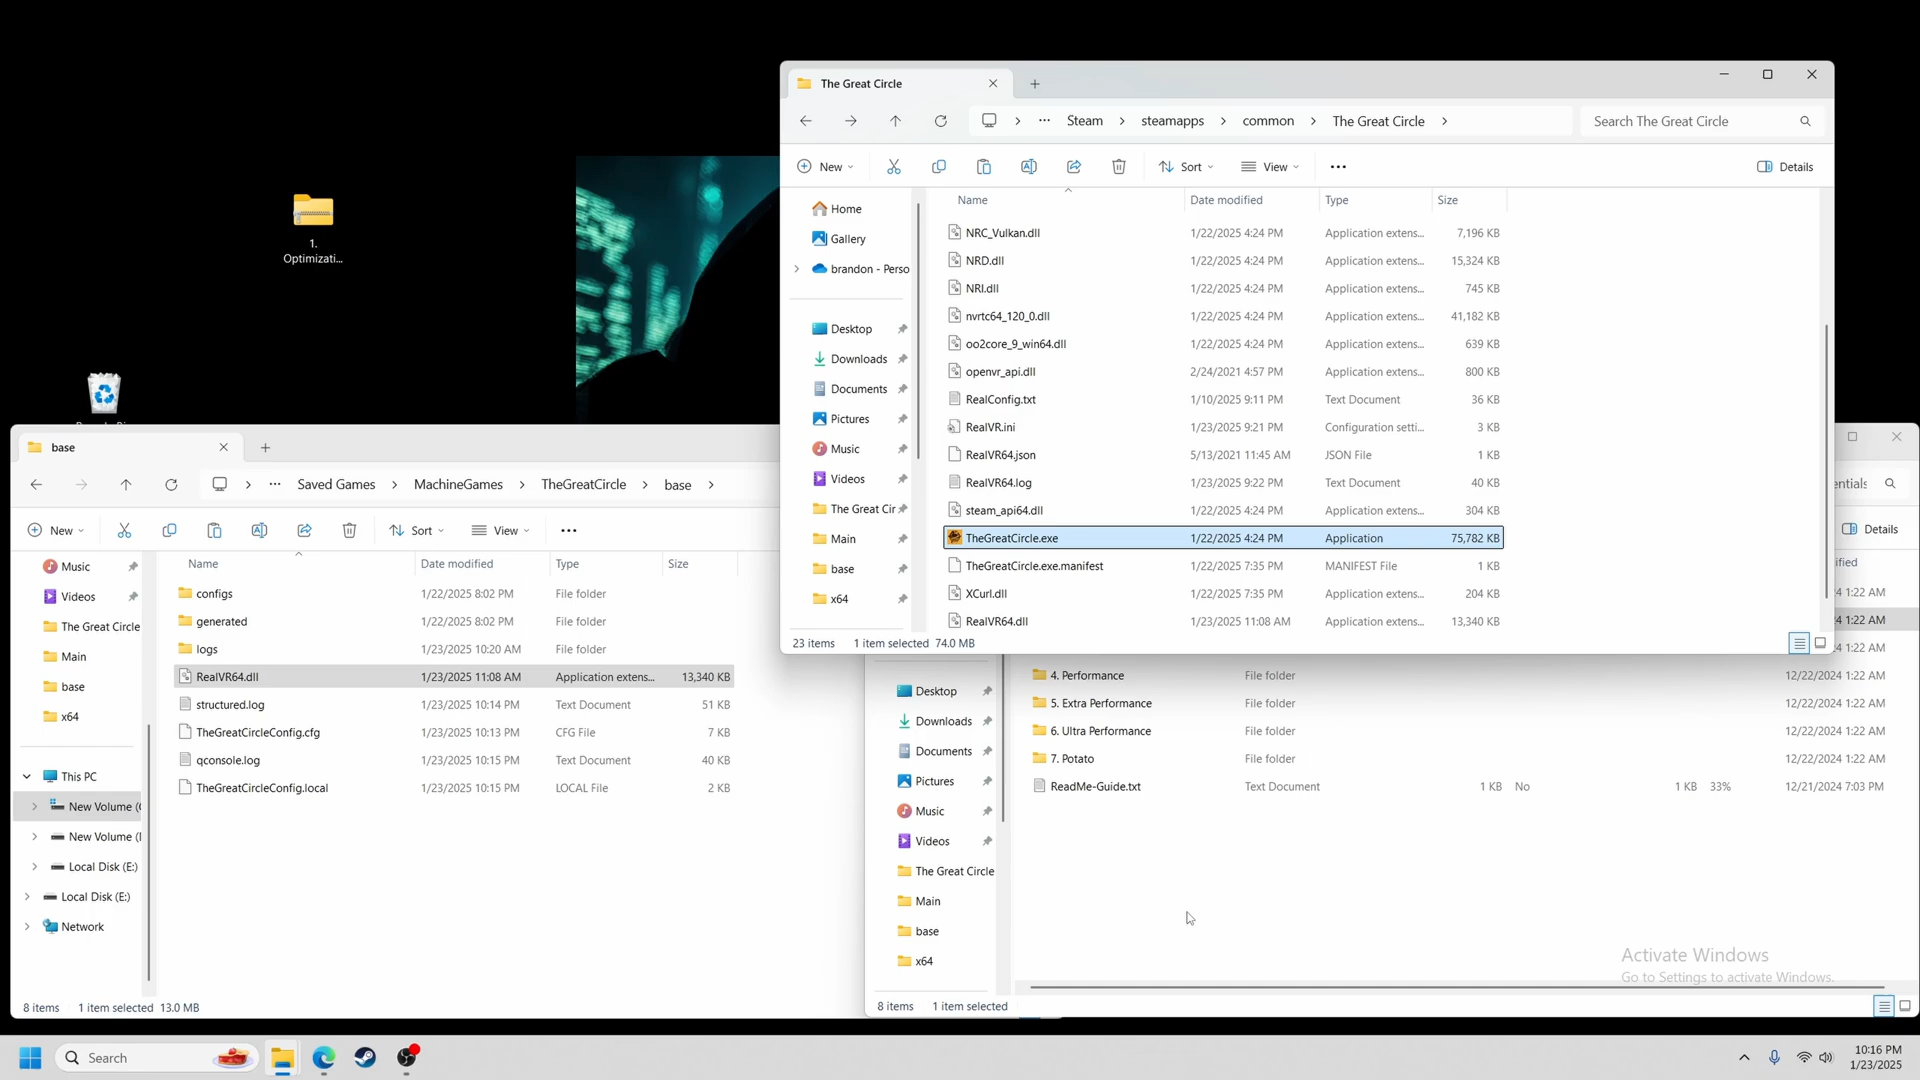 The Great Circle
Steam
steamapps
common
The Great Circle
Search The Great Circle
New
Sort
View
Details
Home
Gallery
brandon - Perso
Desktop
Downloads
Documents
Pictures
Music
Videos
The Great Cir
Main
base
x64
Name Date modified Type Size
NRC_Vulkan.dll 1/22/2025 4:24 PM Application extens... 7,196 KB
NRD.dll 1/22/2025 4:24 PM Application extens... 15,324 KB
NRI.dll 1/22/2025 4:24 PM Application extens... 745 KB
nvrtc64_120_0.dll 1/22/2025 4:24 PM Application extens... 41,182 KB
oo2core_9_win64.dll 1/22/2025 4:24 PM Application extens... 639 KB
openvr_api.dll 2/24/2021 4:57 PM Application extens... 800 KB
RealConfig.txt 1/10/2025 9:11 PM Text Document 36 KB
RealVR.ini 1/23/2025 9:21 PM Configuration setti... 3 KB
RealVR64.json 5/13/2021 11:45 AM JSON File 1 KB
RealVR64.log 1/23/2025 9:22 PM Text Document 40 KB
steam_api64.dll 1/22/2025 4:24 PM Application extens... 304 KB
TheGreatCircle.exe 1/22/2025 4:24 PM Application 75,782 KB
TheGreatCircle.exe.manifest 1/22/2025 7:35 PM MANIFEST File 1 KB
XCurl.dll 1/22/2025 7:35 PM Application extens... 204 KB
RealVR64.dll 1/23/2025 11:08 AM Application extens... 13,340 KB
23 items 1 item selected 74.0 MB
1.
Optimizati...
base
Saved Games
MachineGames
TheGreatCircle
base
New
Sort
View
Music
Videos
The Great Circle
Main
base
x64
This PC
New Volume (
New Volume (
Local Disk (E:)
Local Disk (E:)
Network
Name Date modified Type Size
configs 1/22/2025 8:02 PM File folder
generated 1/22/2025 8:02 PM File folder
logs 1/23/2025 10:20 AM File folder
RealVR64.dll 1/23/2025 11:08 AM Application extens... 13,340 KB
structured.log 1/23/2025 10:14 PM Text Document 51 KB
TheGreatCircleConfig.cfg 1/23/2025 10:13 PM CFG File 7 KB
qconsole.log 1/23/2025 10:15 PM Text Document 40 KB
TheGreatCircleConfig.local 1/23/2025 10:15 PM LOCAL File 2 KB
8 items 1 item selected 13.0 MB
entials
Details
ified
4 1:22 AM
4 1:22 AM
4 1:22 AM
Desktop
Downloads
Documents
Pictures
Music
Videos
The Great Circle
Main
base
x64
4. Performance File folder 12/22/2024 1:22 AM
5. Extra Performance File folder 12/22/2024 1:22 AM
6. Ultra Performance File folder 12/22/2024 1:22 AM
7. Potato File folder 12/22/2024 1:22 AM
ReadMe-Guide.txt Text Document 1 KB No 1 KB 33% 12/21/2024 7:03 PM
Activate Windows
Go to Settings to activate Windows.
8 items 1 item selected
Search
10:16 PM
1/23/2025